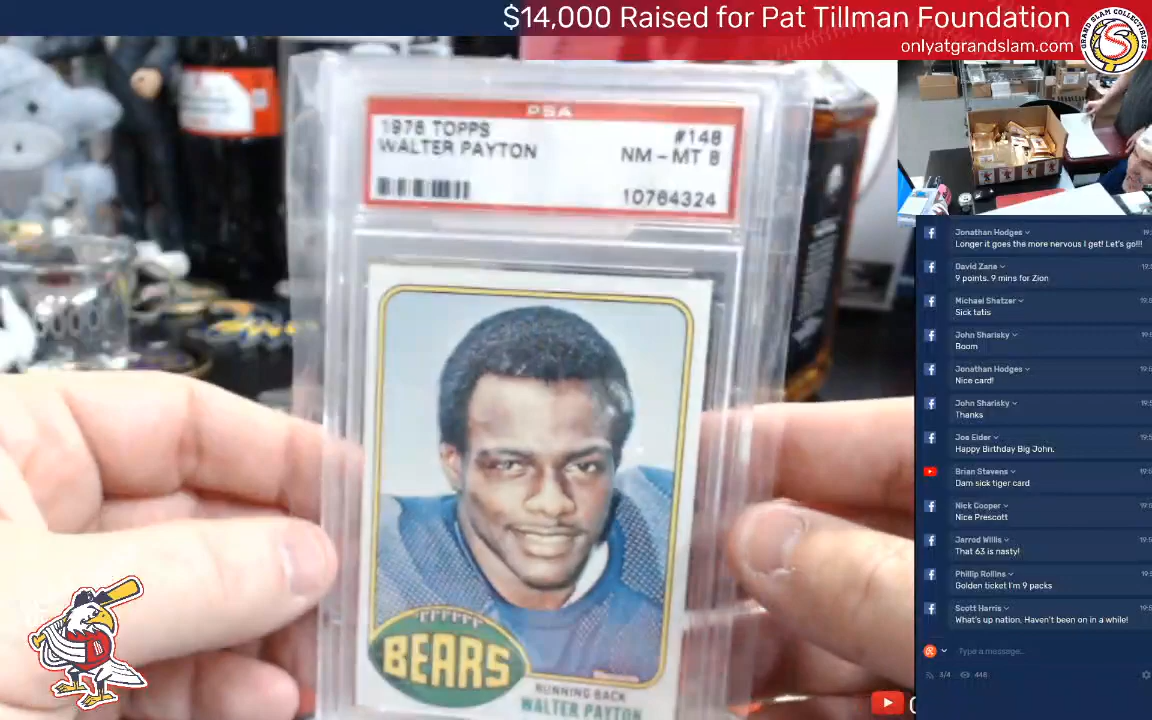 $14,000 Raised for Pat Tillman Foundation
onlyatgrandslam.com
GRAND SLAM COLLECTIBLES
PSA
1976 TOPPS
#148
WALTER PAYTON
NM - MT 8
10764324
BEARS
RUNNING BACK
WALTER PAYTON
Jonathan Hodges
Longer it goes the more nervous I get! Let's go!!!
David Zane
9 points. 9 mins for Zion
Michael Shatzer
Sick tatis
John Sharisky
Boom
Jonathan Hodges
Nice card!
John Sharisky
Thanks
Joe Elder
Happy Birthday Big John.
Brian Stevens
Dam sick tiger card
Nick Cooper
Nice Prescott
Jarrod Willis
That 63 is nasty!
Phillip Rollins
Golden ticket I'm 9 packs
Scott Harris
What's up nation. Haven't been on in a while!
Type a message...
3/4
448